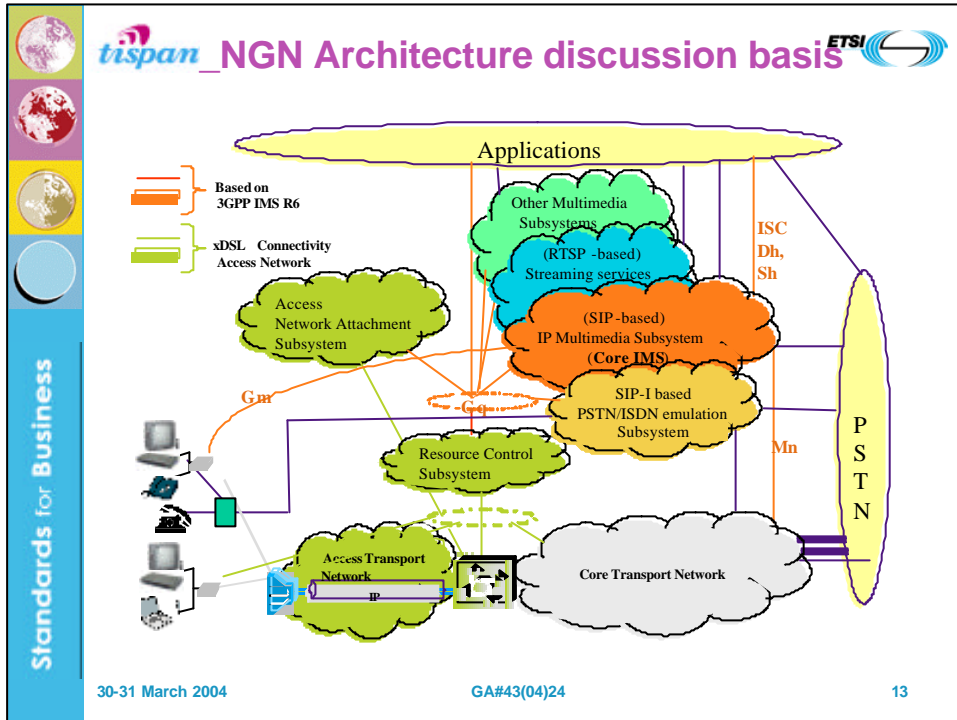 tispan_NGN Architecture discussion basis
ETSI
Applications
Based on
3GPP IMS R6
xDSL Connectivity
Access Network
Other Multimedia
Subsystems
(RTSP -based)
Streaming services
ISC
Dh,
Sh
Access
Network Attachment
Subsystem
(SIP-based)
IP Multimedia Subsystem
(Core IMS)
Gm
Gq
SIP-I based
PSTN/ISDN emulation
Subsystem
Resource Control
Subsystem
Mn
P
S
T
N
Access Transport
Network
IP
Core Transport Network
Standards for Business
30-31 March 2004
GA#43(04)24
13